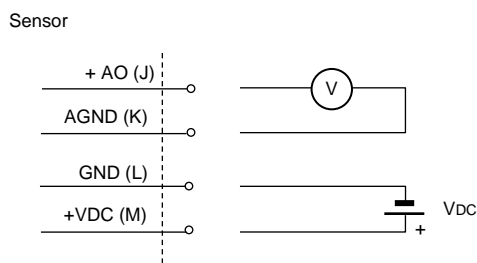 Sensor
+ AO (J)
V
AGND (K)
GND (L)
+VDC (M)
VDC
+